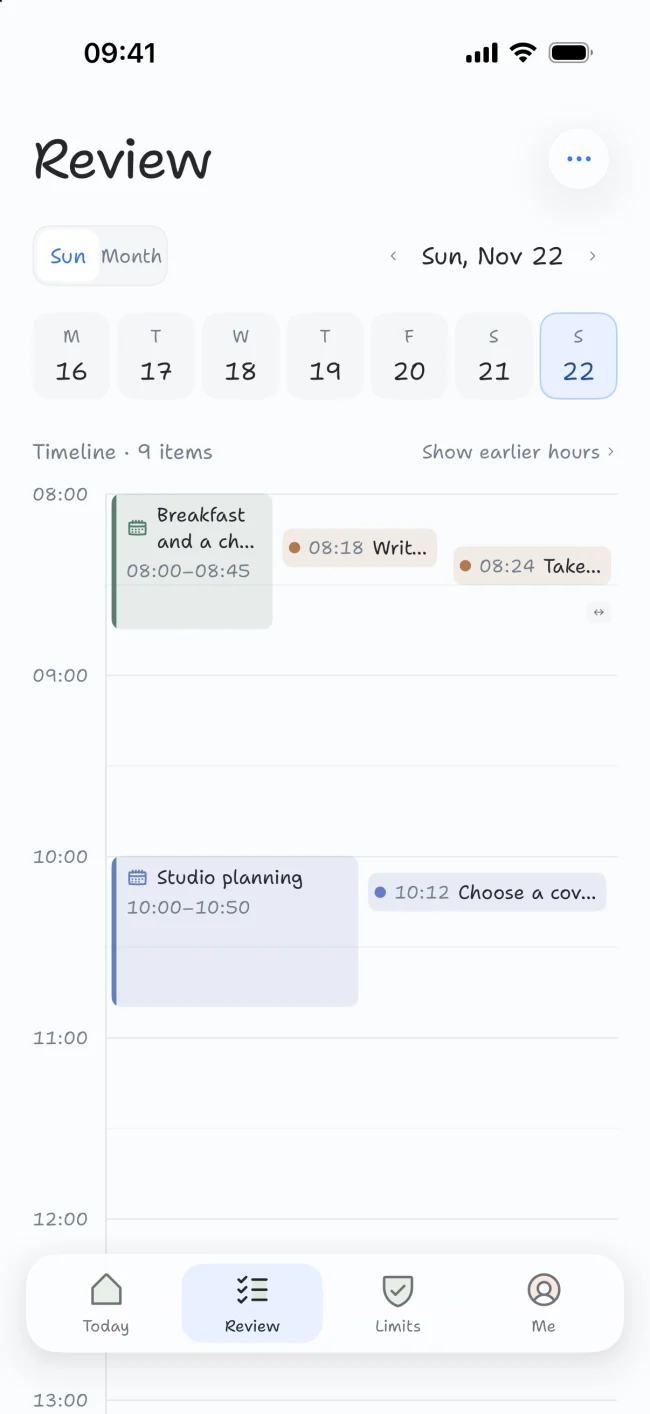 09:41
Review
Sun Month
Sun, Nov 22
M T W T F S S
16 17 18 19 20 21 22
Timeline · 9 items
Show earlier hours
08:00
Breakfast
and a ch...
08:00–08:45
08:18 Writ...
08:24 Take...
09:00
10:00
Studio planning
10:00–10:50
10:12 Choose a cov...
11:00
12:00
Today Review Limits Me
13:00